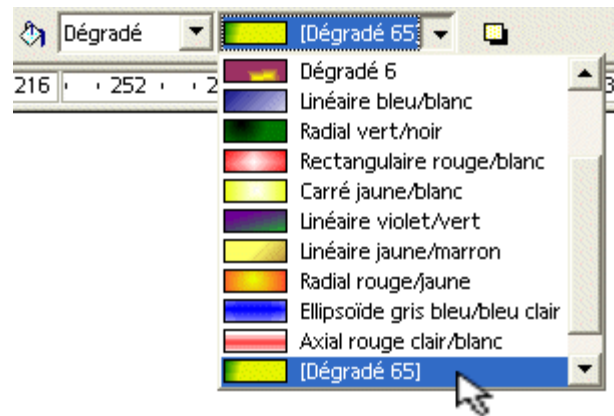 Dégradé [Dégradé 65]
216 252 2
Dégradé 6
Linéaire bleu/blanc
Radial vert/noir
Rectangulaire rouge/blanc
Carré jaune/blanc
Linéaire violet/vert
Linéaire jaune/marron
Radial rouge/jaune
Ellipsoïde gris bleu/bleu clair
Axial rouge clair/blanc
[Dégradé 65]